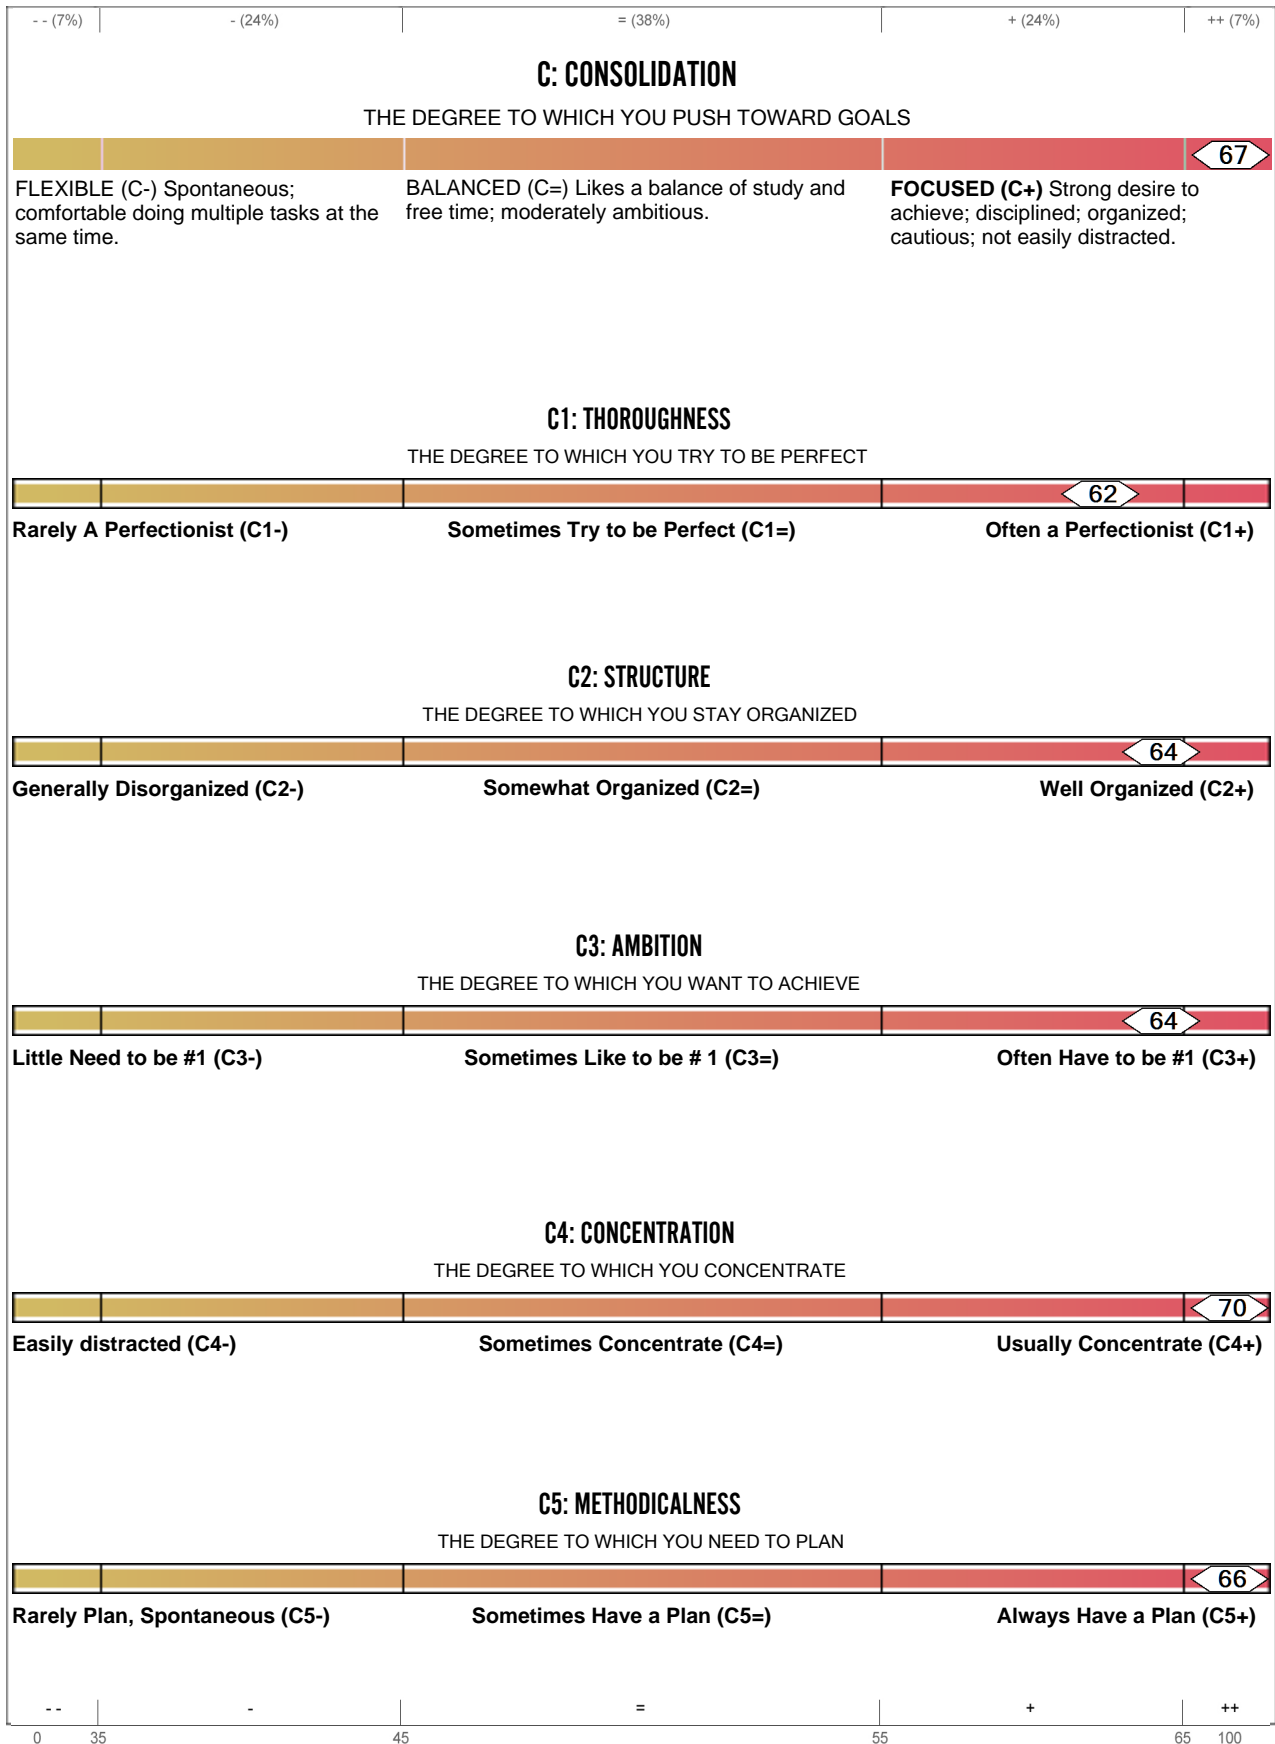 - - (7%) - (24%) = (38%) + (24%) ++ (7%)
C: CONSOLIDATION
THE DEGREE TO WHICH YOU PUSH TOWARD GOALS
67
FLEXIBLE (C-) Spontaneous;
comfortable doing multiple tasks at the
same time.
BALANCED (C=) Likes a balance of study and
free time; moderately ambitious.
FOCUSED (C+) Strong desire to
achieve; disciplined; organized;
cautious; not easily distracted.
C1: THOROUGHNESS
THE DEGREE TO WHICH YOU TRY TO BE PERFECT
62
Rarely A Perfectionist (C1-) Sometimes Try to be Perfect (C1=) Often a Perfectionist (C1+)
C2: STRUCTURE
THE DEGREE TO WHICH YOU STAY ORGANIZED
64
Generally Disorganized (C2-) Somewhat Organized (C2=) Well Organized (C2+)
C3: AMBITION
THE DEGREE TO WHICH YOU WANT TO ACHIEVE
64
Little Need to be #1 (C3-) Sometimes Like to be # 1 (C3=) Often Have to be #1 (C3+)
C4: CONCENTRATION
THE DEGREE TO WHICH YOU CONCENTRATE
70
Easily distracted (C4-) Sometimes Concentrate (C4=) Usually Concentrate (C4+)
C5: METHODICALNESS
THE DEGREE TO WHICH YOU NEED TO PLAN
66
Rarely Plan, Spontaneous (C5-) Sometimes Have a Plan (C5=) Always Have a Plan (C5+)
- - - = + ++
0 35 45 55 65 100